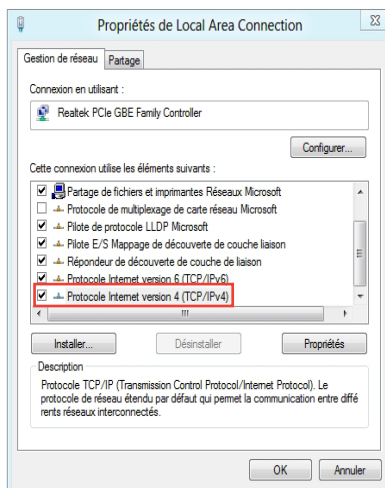 Propriétés de Local Area Connection
Gestion de réseau Partage
Connexion en utilisant :
Realtek PCIe GBE Family Controller
Configurer...
Cette connexion utilise les éléments suivants :
Partage de fichiers et imprimantes Réseaux Microsoft
Protocole de multiplexage de carte réseau Microsoft
Pilote de protocole LLDP Microsoft
Pilote E/S Mappage de découverte de couche liaison
Répondeur de découverte de couche de liaison
Protocole Internet version 6 (TCP/IPv6)
Protocole Internet version 4 (TCP/IPv4)
Installer... Désinstaller Propriétés
Description
Protocole TCP/IP (Transmission Control Protocol/Internet Protocol). Le
protocole de réseau étendu par défaut qui permet la communication entre diffé
rents réseaux interconnectés.
OK Annuler